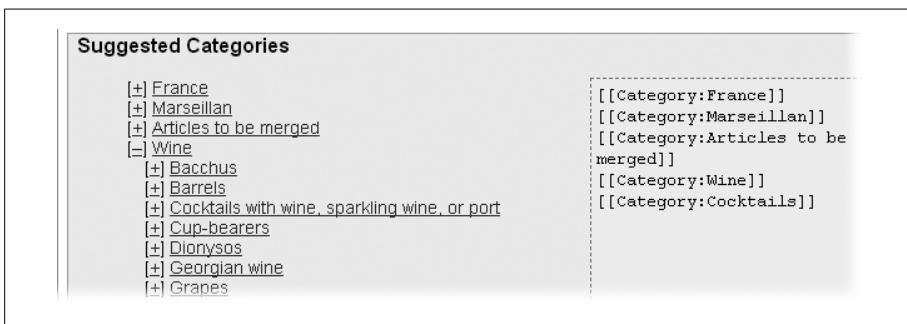 Suggested Categories
[+] France
[+] Marseillan
[+] Articles to be merged
[–] Wine
[+] Bacchus
[+] Barrels
[+] Cocktails with wine, sparkling wine, or port
[+] Cup-bearers
[+] Dionysos
[+] Georgian wine
[+] Grapes
[[Category:France]]
[[Category:Marseillan]]
[[Category:Articles to be
merged]]
[[Category:Wine]]
[[Category:Cocktails]]